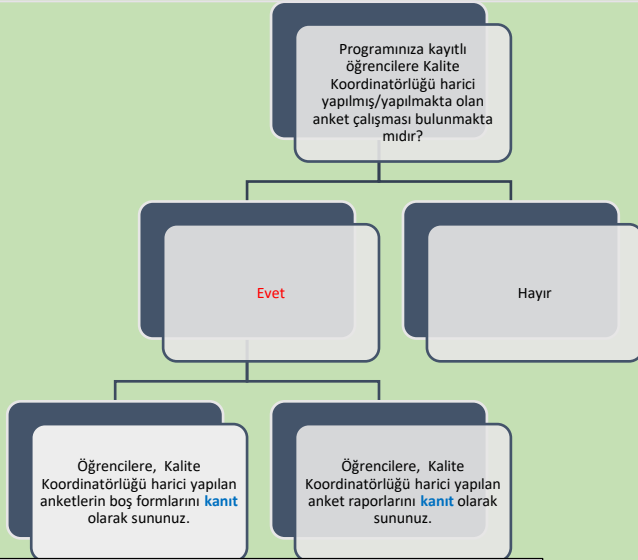 Programınıza kayıtlı
öğrencilere Kalite
Koordinatörlüğü harici
yapılmış/yapılmakta olan
anket çalışması bulunmakta
mıdır?
Evet
Hayır
Öğrencilere, Kalite
Koordinatörlüğü harici yapılan
anketlerin boş formlarını kanıt
olarak sununuz.
Öğrencilere, Kalite
Koordinatörlüğü harici yapılan
anket raporlarını kanıt olarak
sununuz.